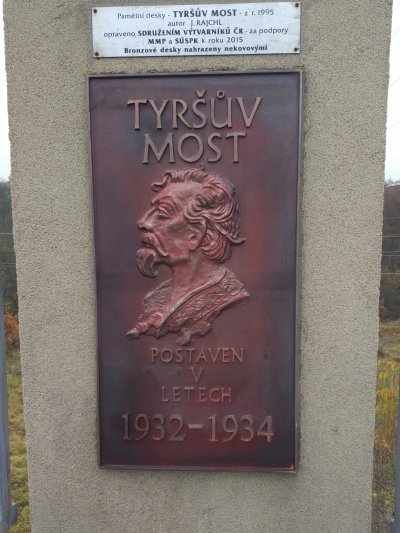 Pamětní desky - TYRŠŮV MOST - z r. 1995
autor J. RAJCHL
opraveno SDRUŽENÍM VÝTVARNÍKŮ ČR - za podpory
MMP a SÚSPK k roku 2015
Bronzové desky nahrazeny nekovovými
TYRŠŮV
MOST
POSTAVEN
V
LETECH
1932-1934